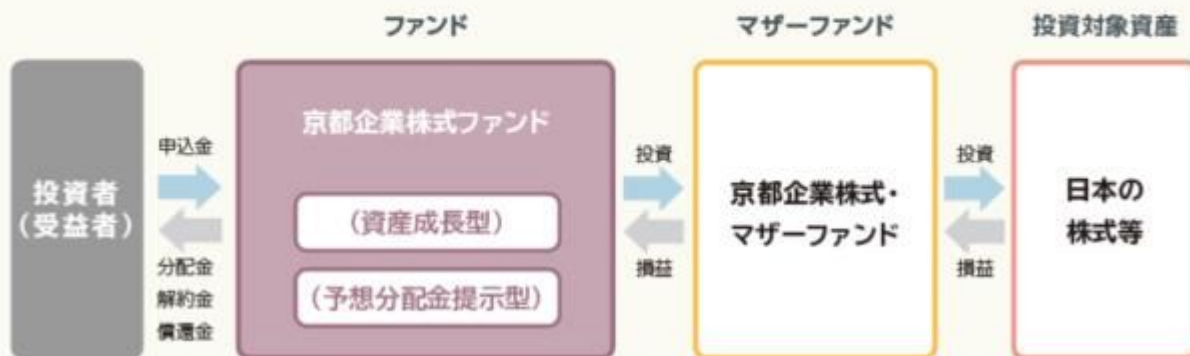 ファンド
マザーファンド
投資対象資産
投資者
(受益者)
申込金
分配金
解約金
償還金
京都企業株式ファンド
(資産成長型)
(予想分配金提示型)
投資
損益
京都企業株式・
マザーファンド
投資
損益
日本の
株式等